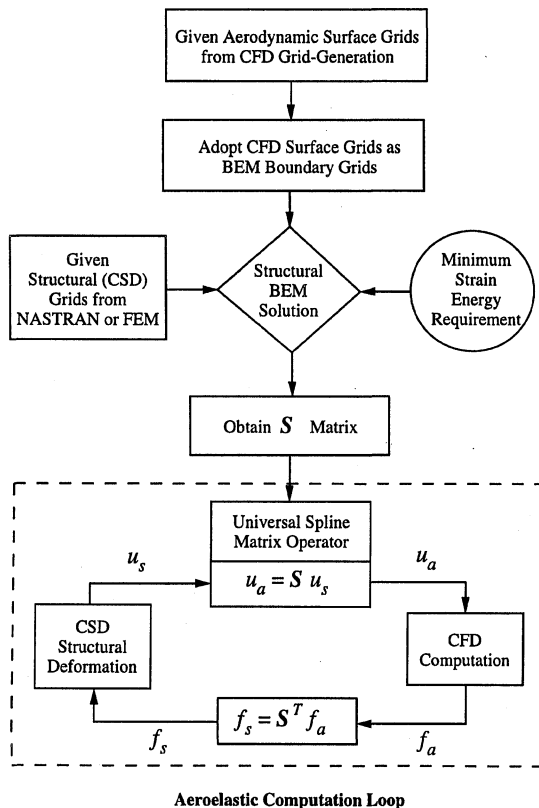 Given Aerodynamic Surface Grids
from CFD Grid-Generation
Adopt CFD Surface Grids as
BEM Boundary Grids
Given
Structural (CSD)
Grids from
NASTRAN or FEM
Structural
BEM
Solution
Minimum
Strain
Energy
Requirement
Obtain S Matrix
Universal Spline
Matrix Operator
u_a = S u_s
u_s
u_a
CSD
Structural
Deformation
CFD
Computation
f_s = S^T f_a
f_s
f_a
Aeroelastic Computation Loop